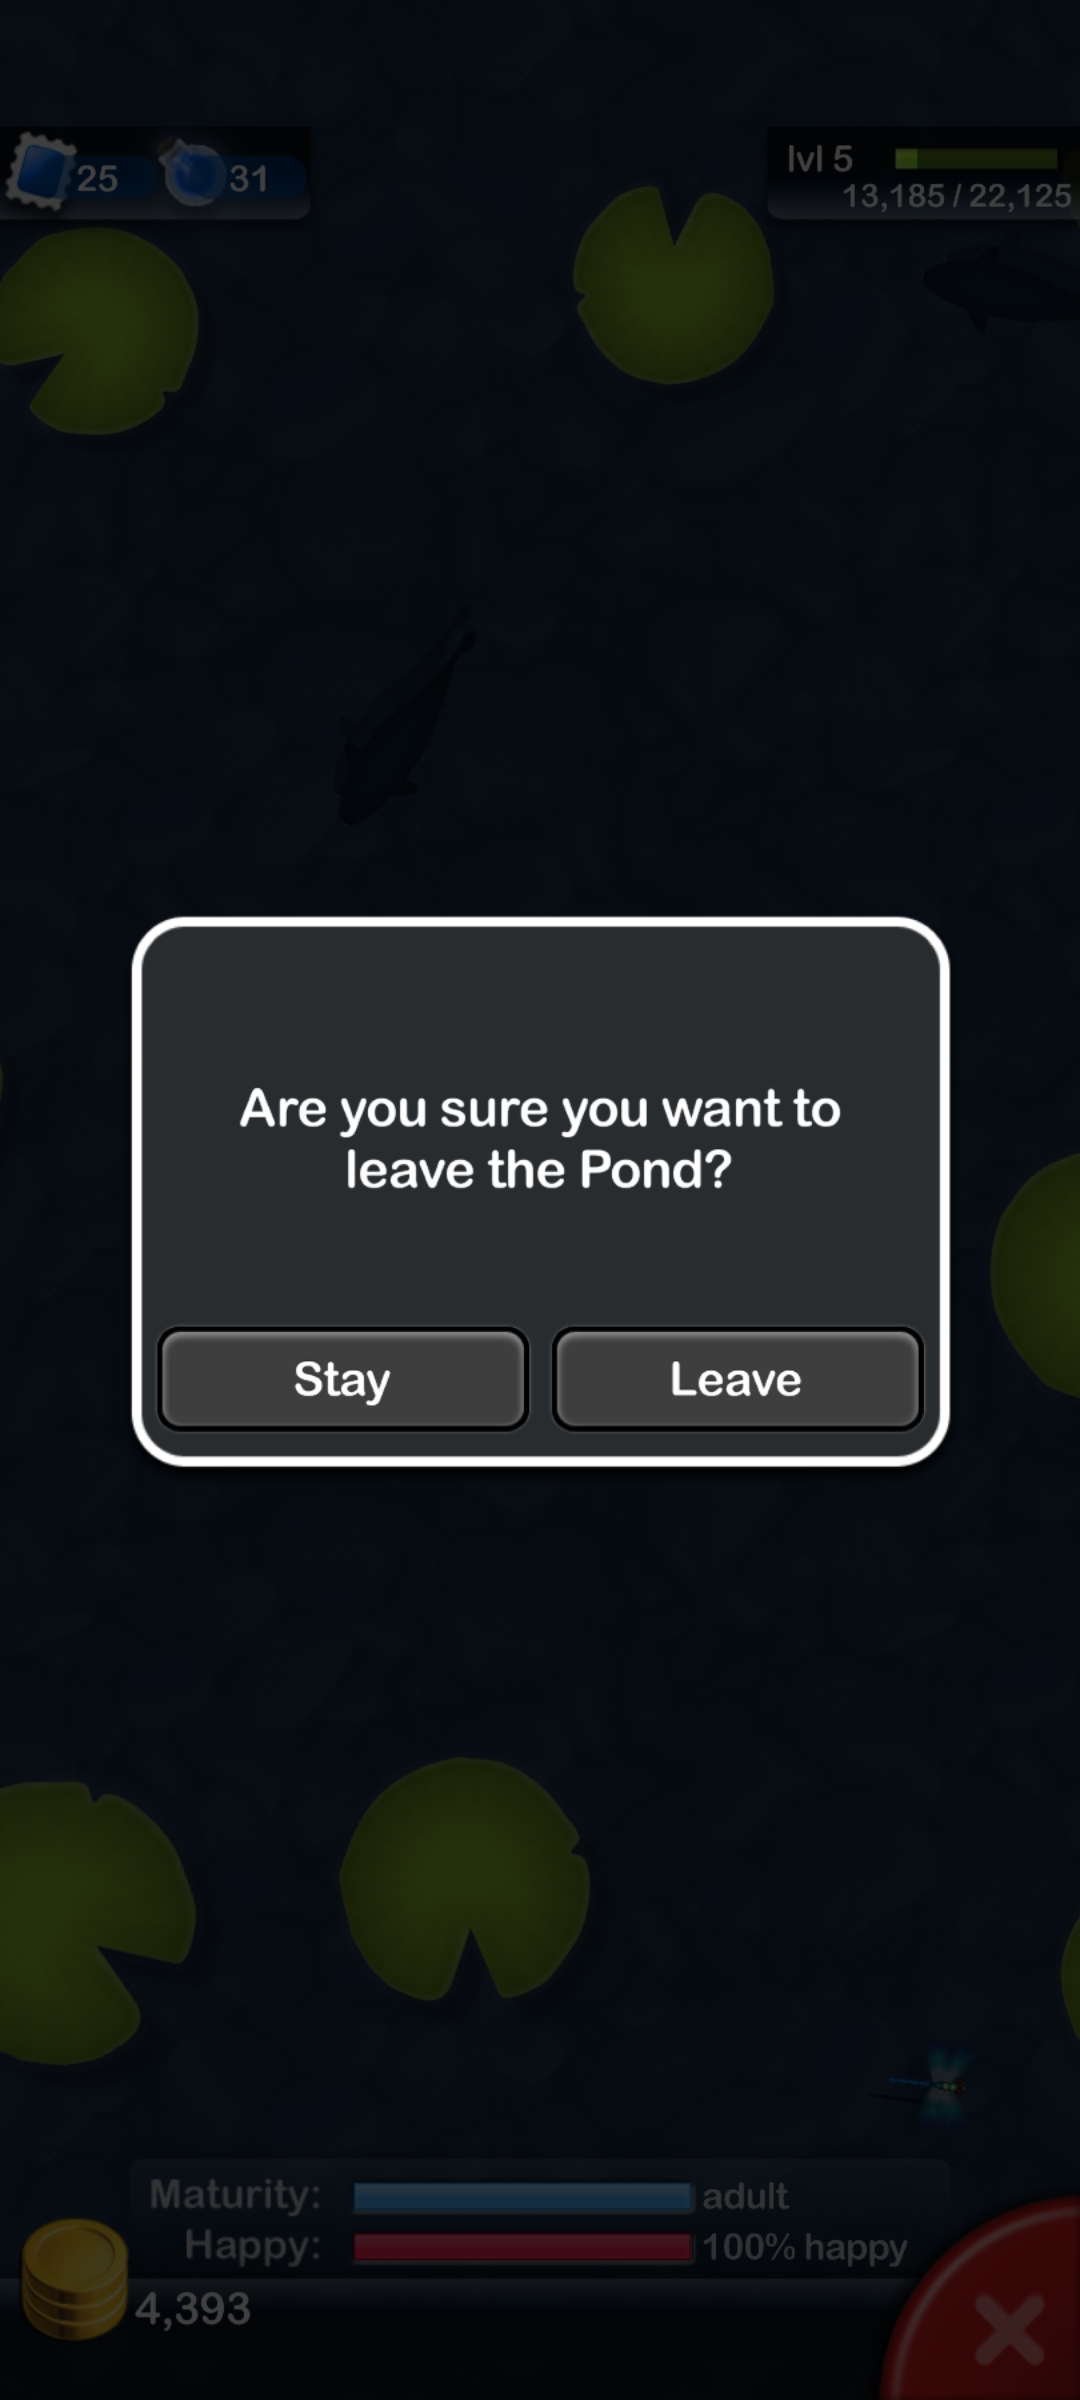 25
31
lvl 5
13,185 / 22,125
Are you sure you want to
leave the Pond?
Stay
Leave
Maturity: adult
Happy: 100% happy
4,393